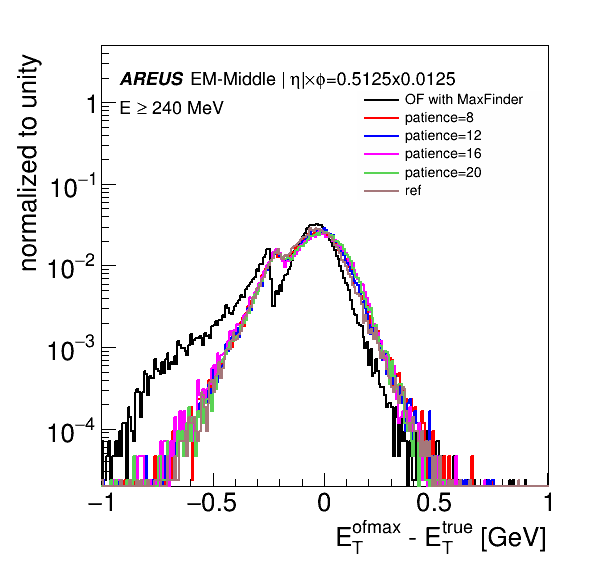 AREUS EM-Middle | η|×ϕ=0.5125x0.0125
E ≥ 240 MeV
OF with MaxFinder
patience=8
patience=12
patience=16
patience=20
ref
normalized to unity
1
10⁻¹
10⁻²
10⁻³
10⁻⁴
−1 −0.5 0 0.5 1
E_T^ofmax - E_T^true [GeV]